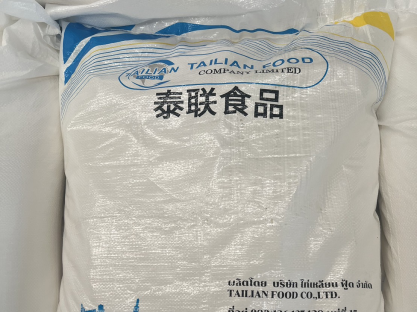 TAILIAN TAILIAN FOOD
COMPANY LIMITED
泰联食品
ผลิตโดย บริษัท ไท่เหลียน ฟู้ด จำกัด
TAILIAN FOOD CO.,LTD.